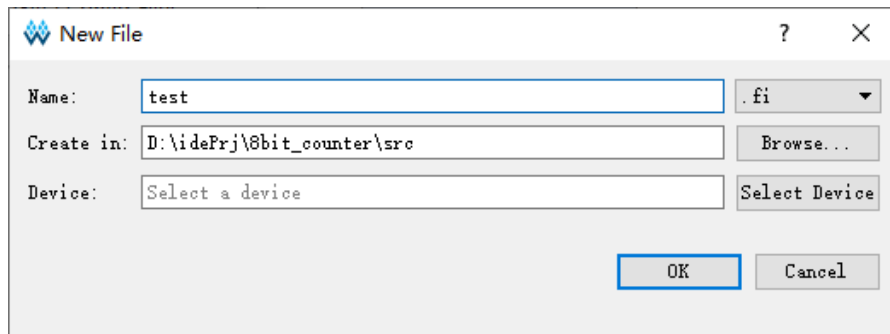 New File
Name: test .fi
Create in: D:\idePrj\8bit_counter\src Browse...
Device: Select a device Select Device
OK Cancel